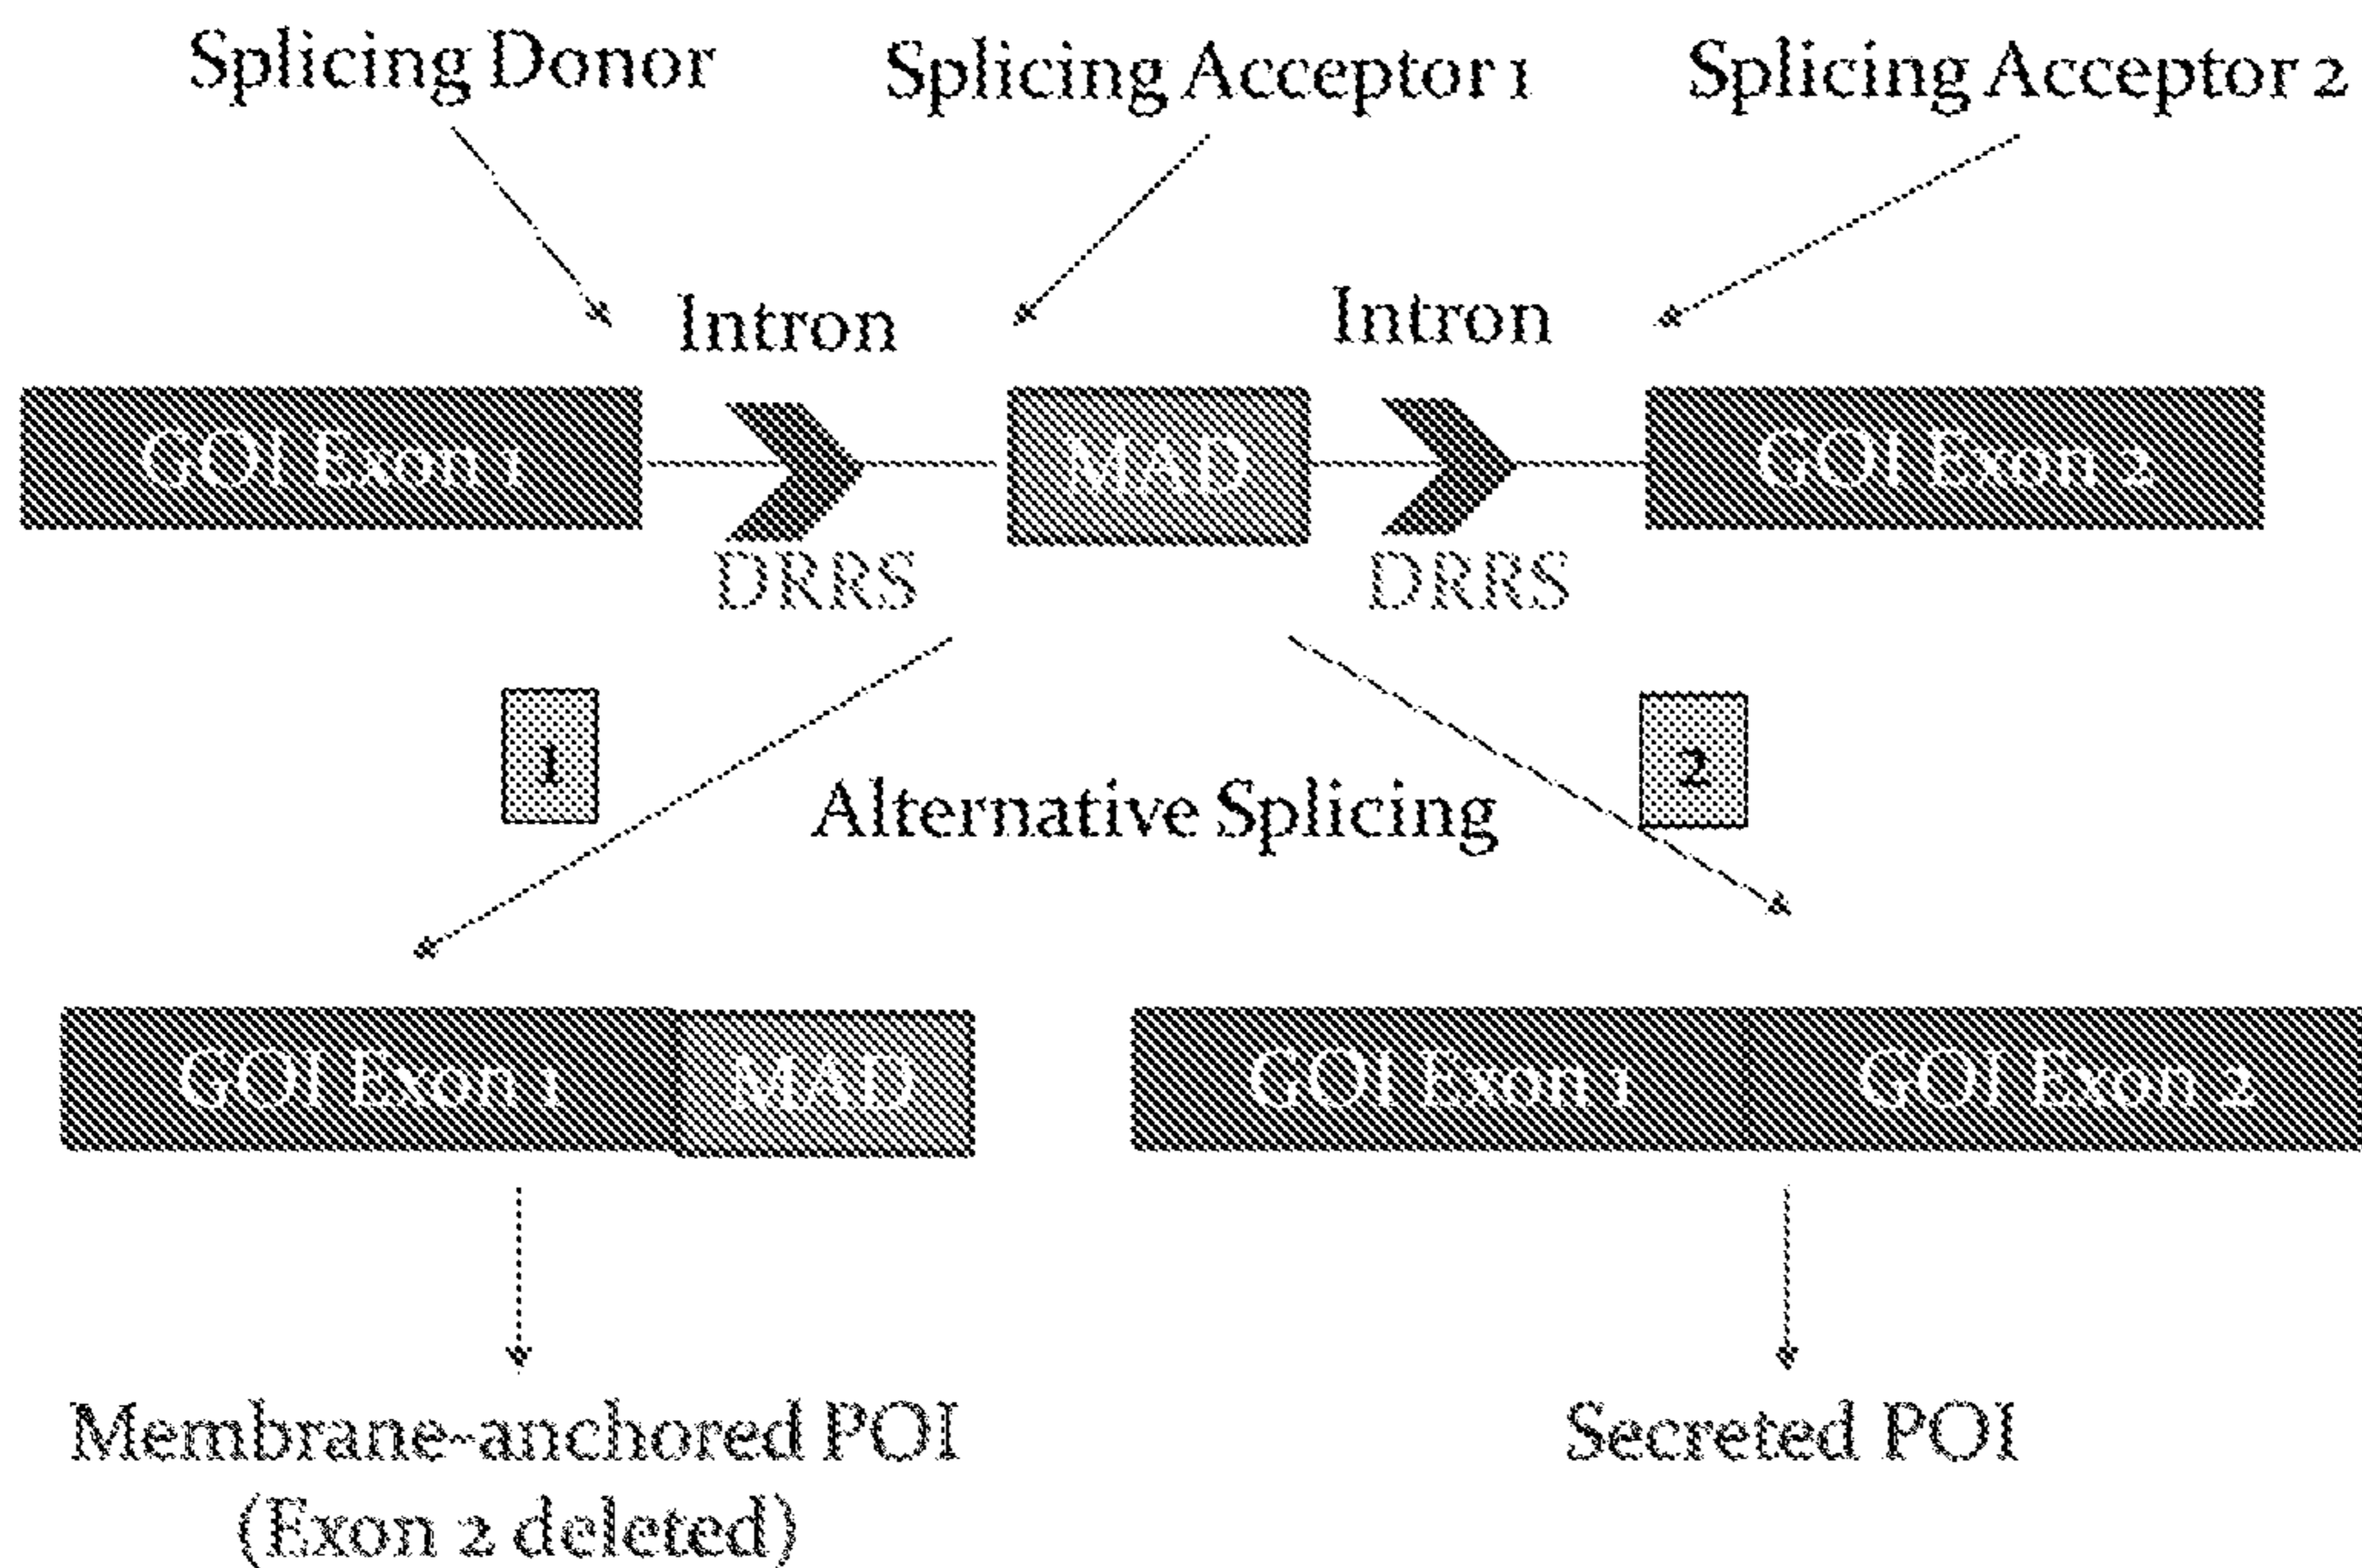 Splicing Donor
Splicing Acceptor 1
Splicing Acceptor 2
Intron
Intron
GOI Exon 1
MAD
GOI Exon 2
DRRS
DRRS
1
2
Alternative Splicing
GOI Exon 1
MAD
GOI Exon 1
GOI Exon 2
Membrane-anchored POI
(Exon 2 deleted)
Secreted POI